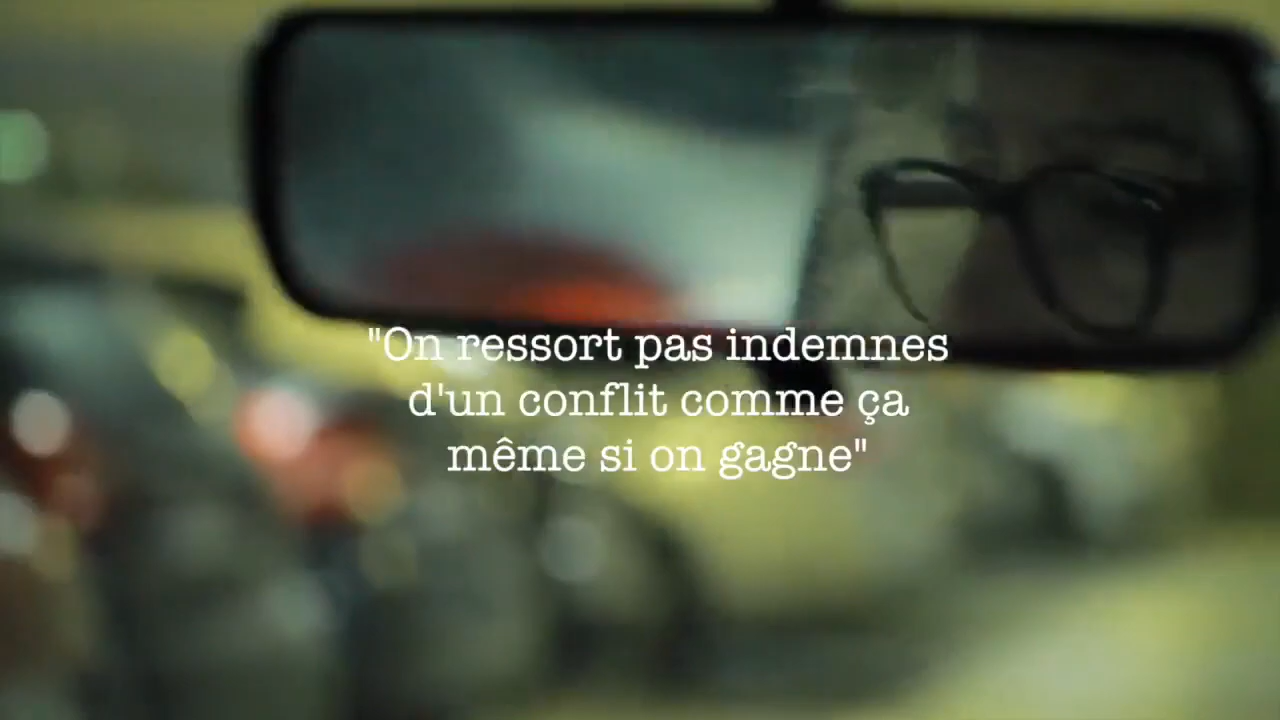 "On ressort pas indemnes
d'un conflit comme ça
même si on gagne"